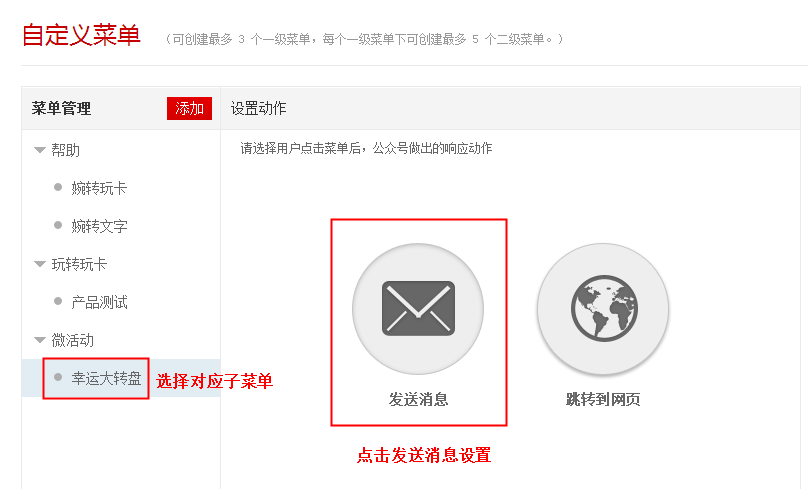 自定义菜单 （可创建最多 3 个一级菜单，每个一级菜单下可创建最多 5 个二级菜单。）
菜单管理 添加 设置动作
请选择用户点击菜单后，公众号做出的响应动作
帮助
婉转玩卡
婉转文字
玩转玩卡
产品测试
微活动
幸运大转盘 选择对应子菜单
发送消息 跳转到网页
点击发送消息设置